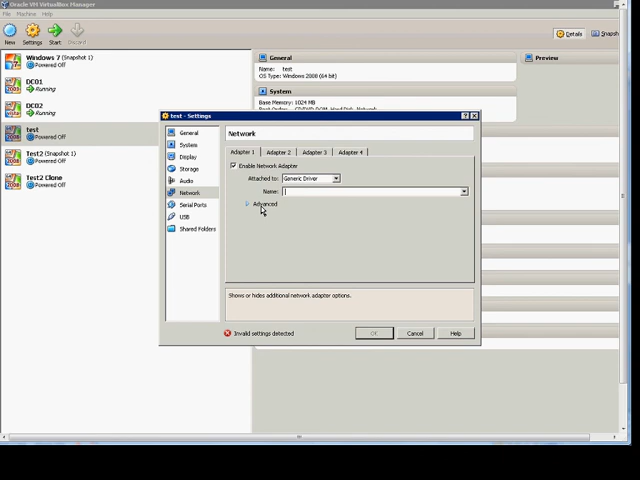 Oracle VM VirtualBox Manager
File Machine Help
New Settings Start Discard
Details
Windows 7 (Snapshot 1)
Powered Off
DC01
Running
DC02
Running
test
Powered Off
Test2 (Snapshot 1)
Powered Off
Test2 Clone
Powered Off
General
Name: test
OS Type: Windows 2008 (64 bit)
System
Base Memory: 1024 MB
Preview
test - Settings
General
System
Display
Storage
Audio
Network
Serial Ports
USB
Shared Folders
Network
Adapter 1 Adapter 2 Adapter 3 Adapter 4
Enable Network Adapter
Attached to: Generic Driver
Name:
Advanced
Shows or hides additional network adapter options.
Invalid settings detected
OK Cancel Help